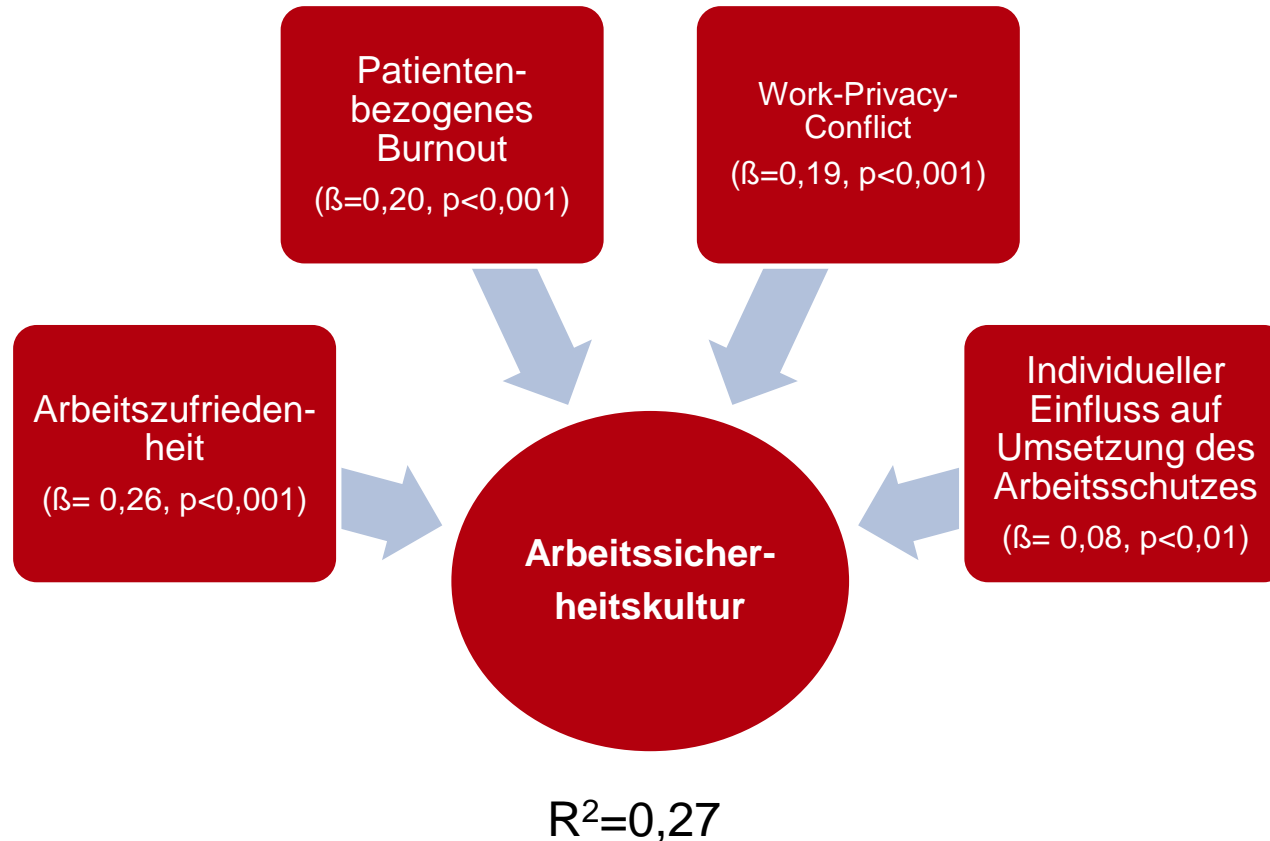 Patienten-
bezogenes
Burnout
(ß=0,20, p<0,001)
Work-Privacy-
Conflict
(ß=0,19, p<0,001)
Arbeitszufrieden-
heit
(ß= 0,26, p<0,001)
Individueller
Einfluss auf
Umsetzung des
Arbeitsschutzes
(ß= 0,08, p<0,01)
Arbeitssicher-
heitskultur
R²=0,27